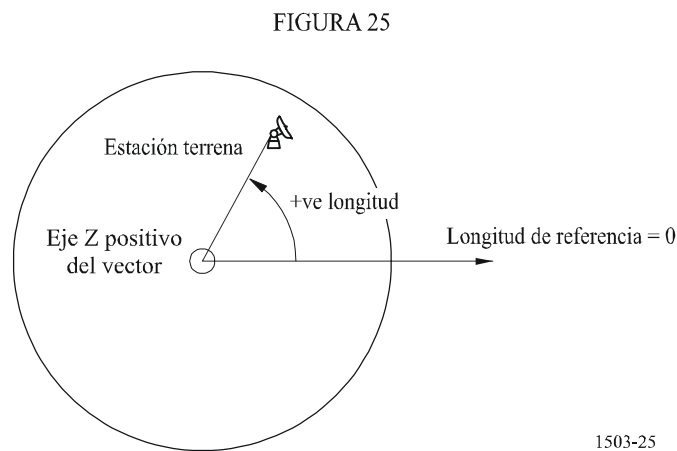 FIGURA 25
Estación terrena
+ve longitud
Eje Z positivo
del vector
Longitud de referencia = 0
1503-25